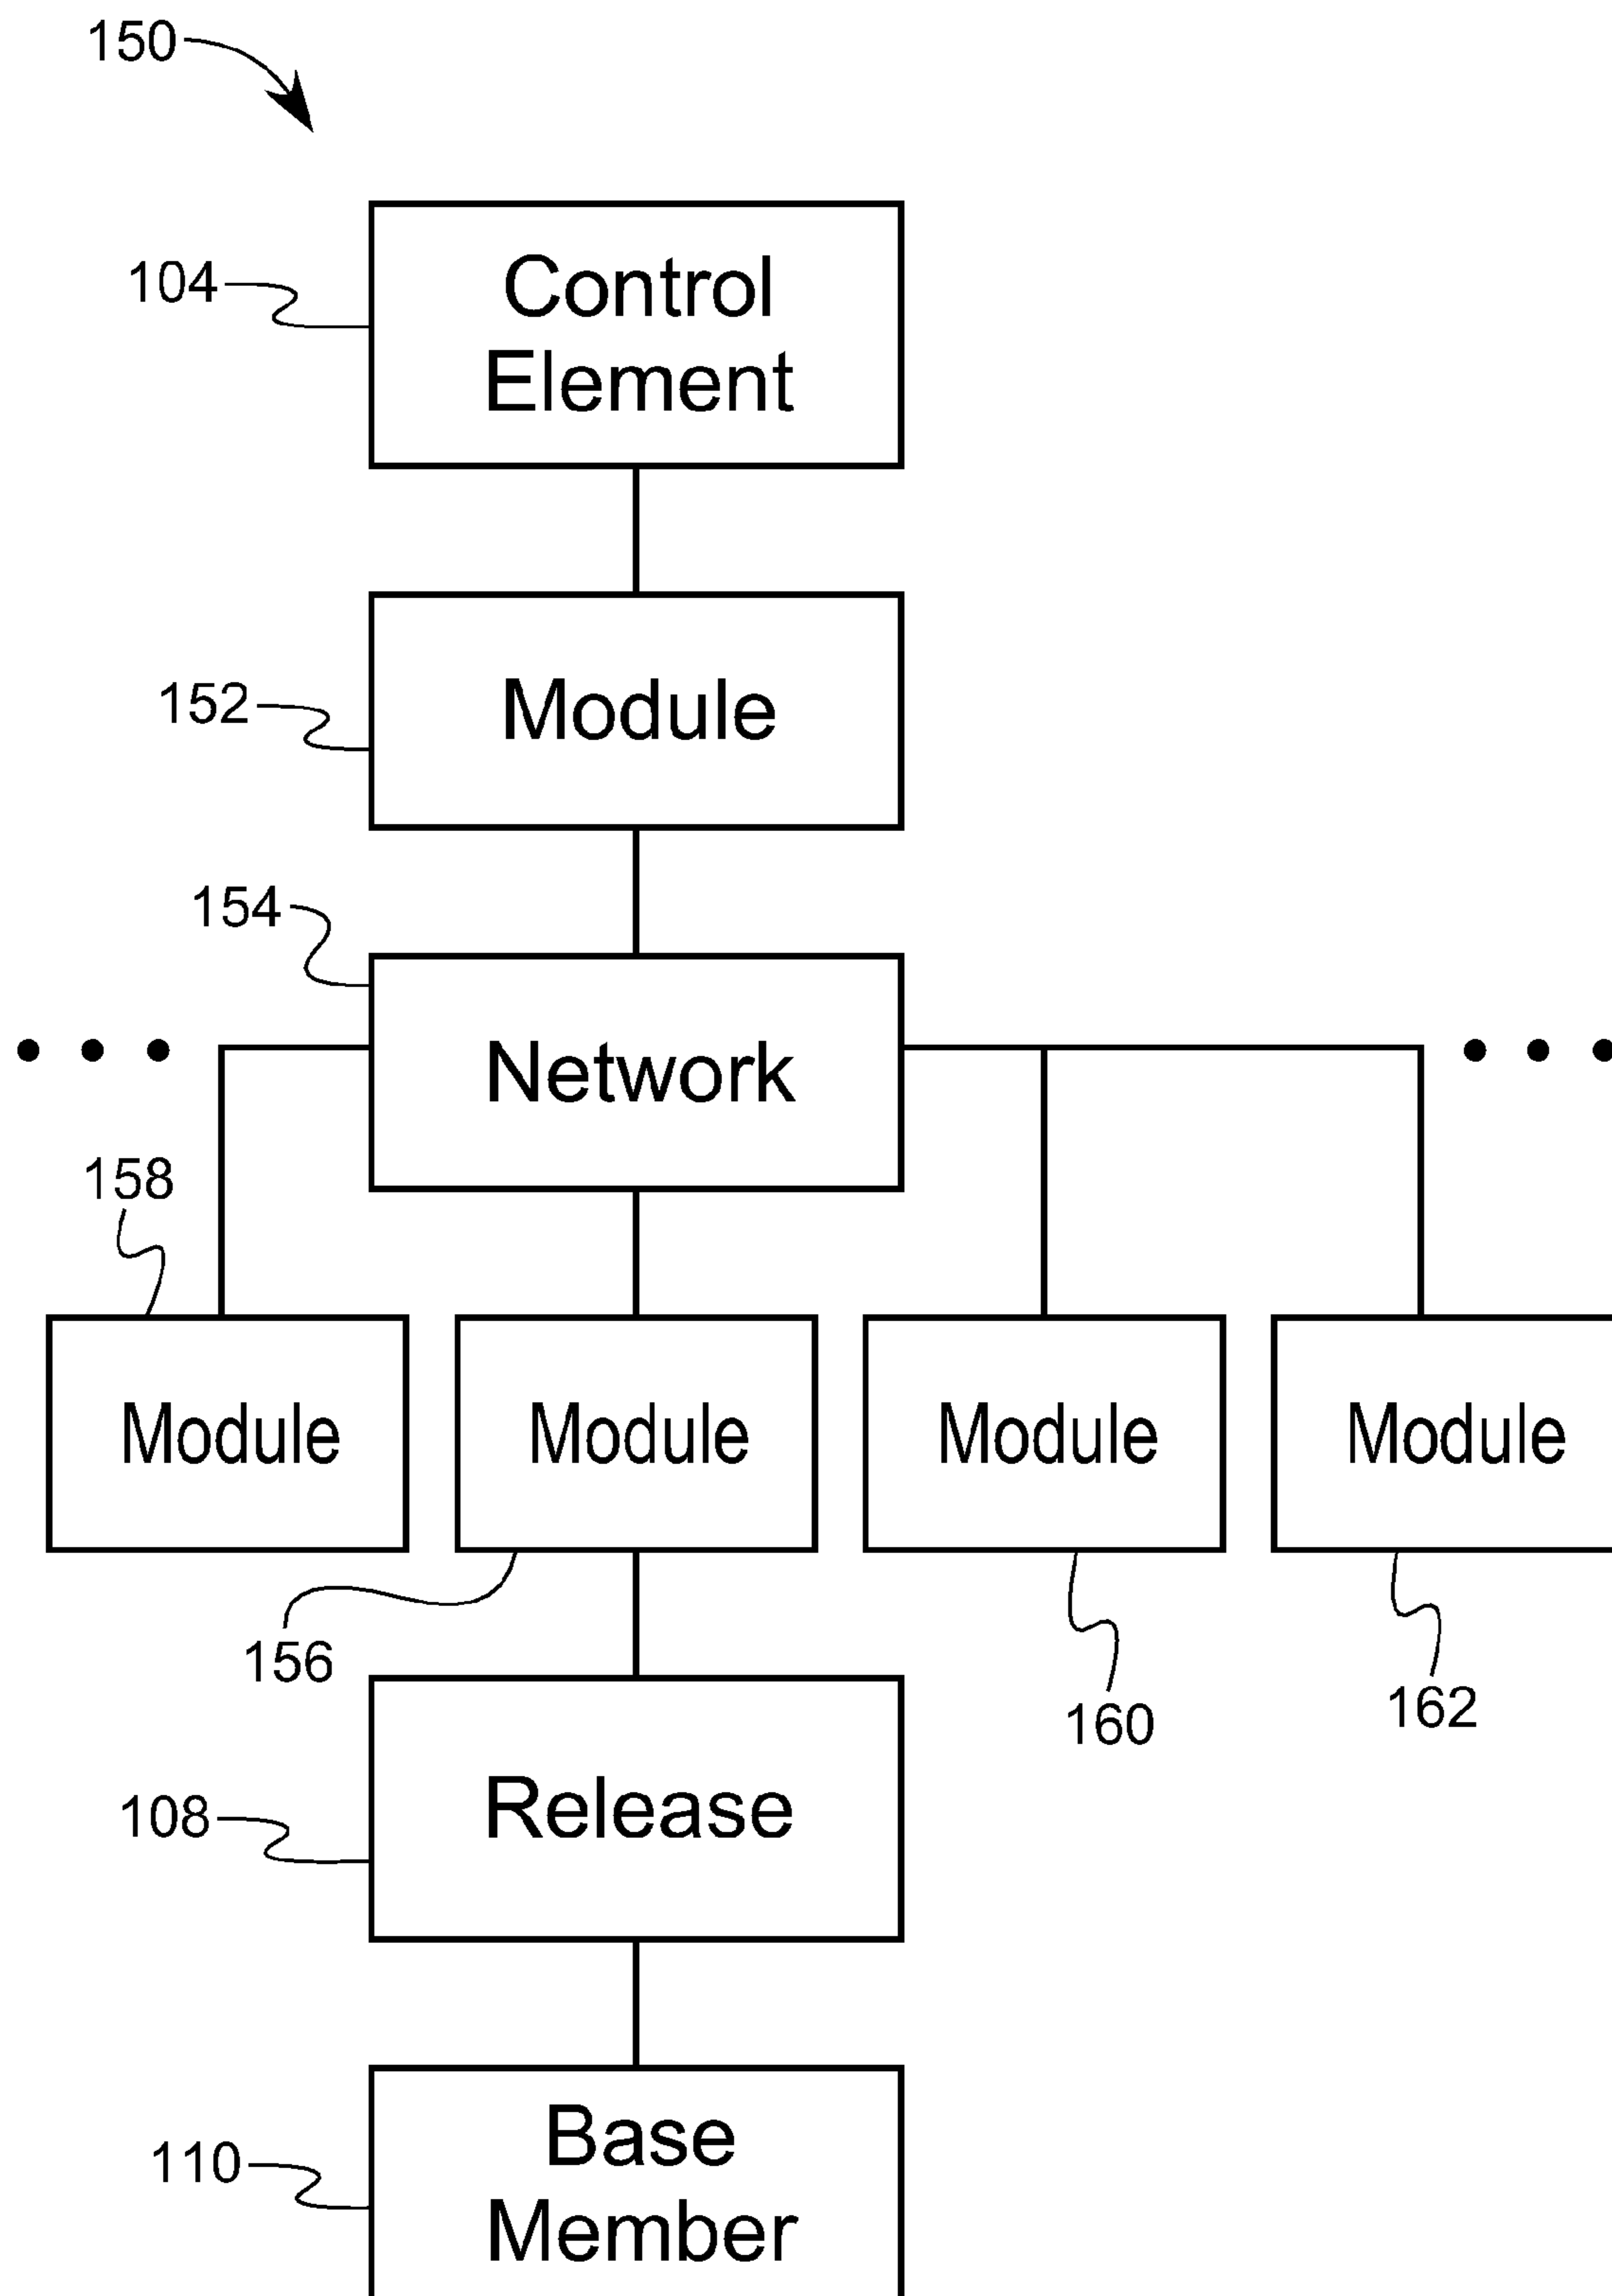 150
104
Control
Element
152
Module
154
Network
158
Module
Module
Module
Module
156
160
162
108
Release
110
Base
Member